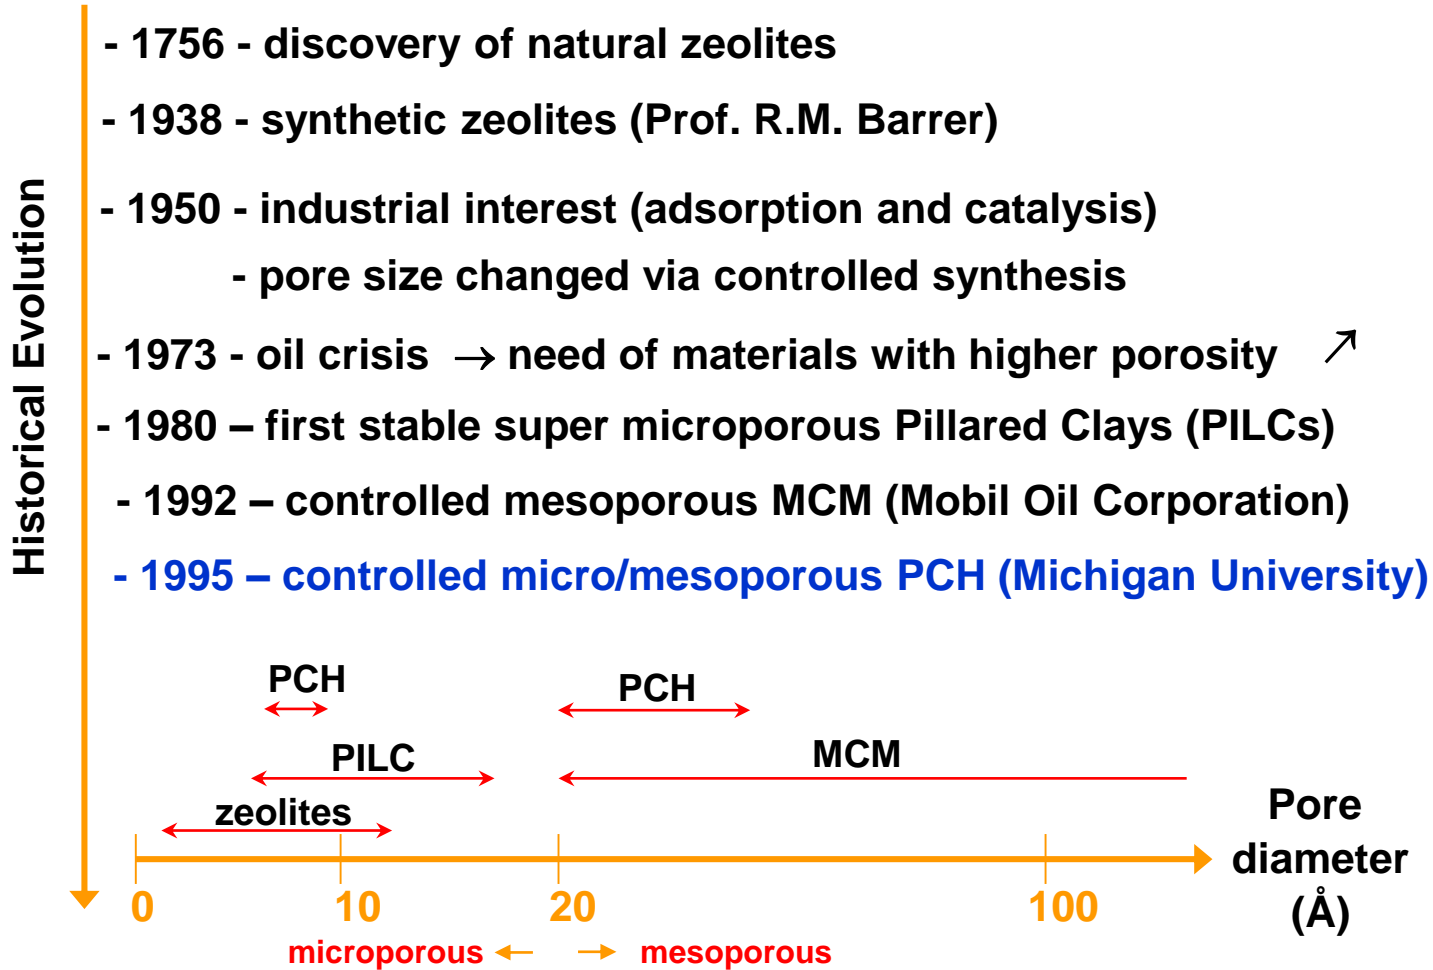 - 1756 - discovery of natural zeolites
- 1938 - synthetic zeolites (Prof. R.M. Barrer)
- 1950 - industrial interest (adsorption and catalysis)
- pore size changed via controlled synthesis
- 1973 - oil crisis → need of materials with higher porosity ↗
- 1980 – first stable super microporous Pillared Clays (PILCs)
- 1992 – controlled mesoporous MCM (Mobil Oil Corporation)
- 1995 – controlled micro/mesoporous PCH (Michigan University)
Historical Evolution
PCH
PCH
PILC
MCM
zeolites
Pore
diameter
(Å)
0 10 20 100
microporous ← → mesoporous